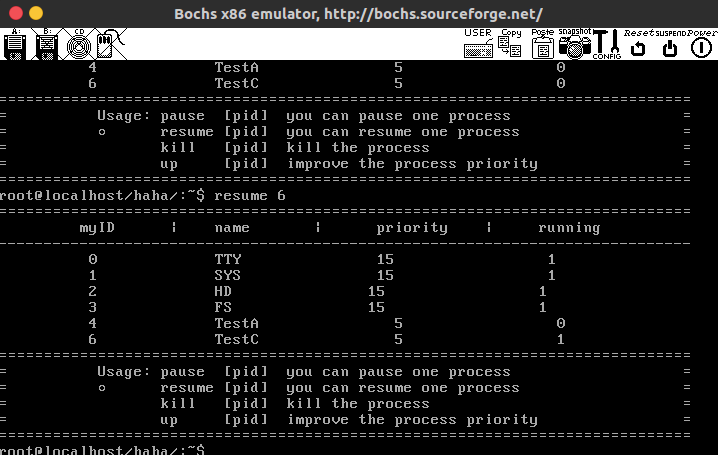 Bochs x86 emulator, http://bochs.sourceforge.net/
A: B: CD USER Copy Paste snapshot CONFIG Reset SUSPEND Power
4 TestA 5 0
6 TestC 5 0
================================================================================
= Usage: pause [pid] you can pause one process =
= o resume [pid] you can resume one process =
= kill [pid] kill the process =
= up [pid] improve the process priority =
================================================================================
root@localhost/haha/:~$ resume 6
================================================================================
myID | name | priority | running
--------------------------------------------------------------------------------
0 TTY 15 1
1 SYS 15 1
2 HD 15 1
3 FS 15 1
4 TestA 5 0
6 TestC 5 1
================================================================================
= Usage: pause [pid] you can pause one process =
= o resume [pid] you can resume one process =
= kill [pid] kill the process =
= up [pid] improve the process priority =
================================================================================
root@localhost/haha/:~$